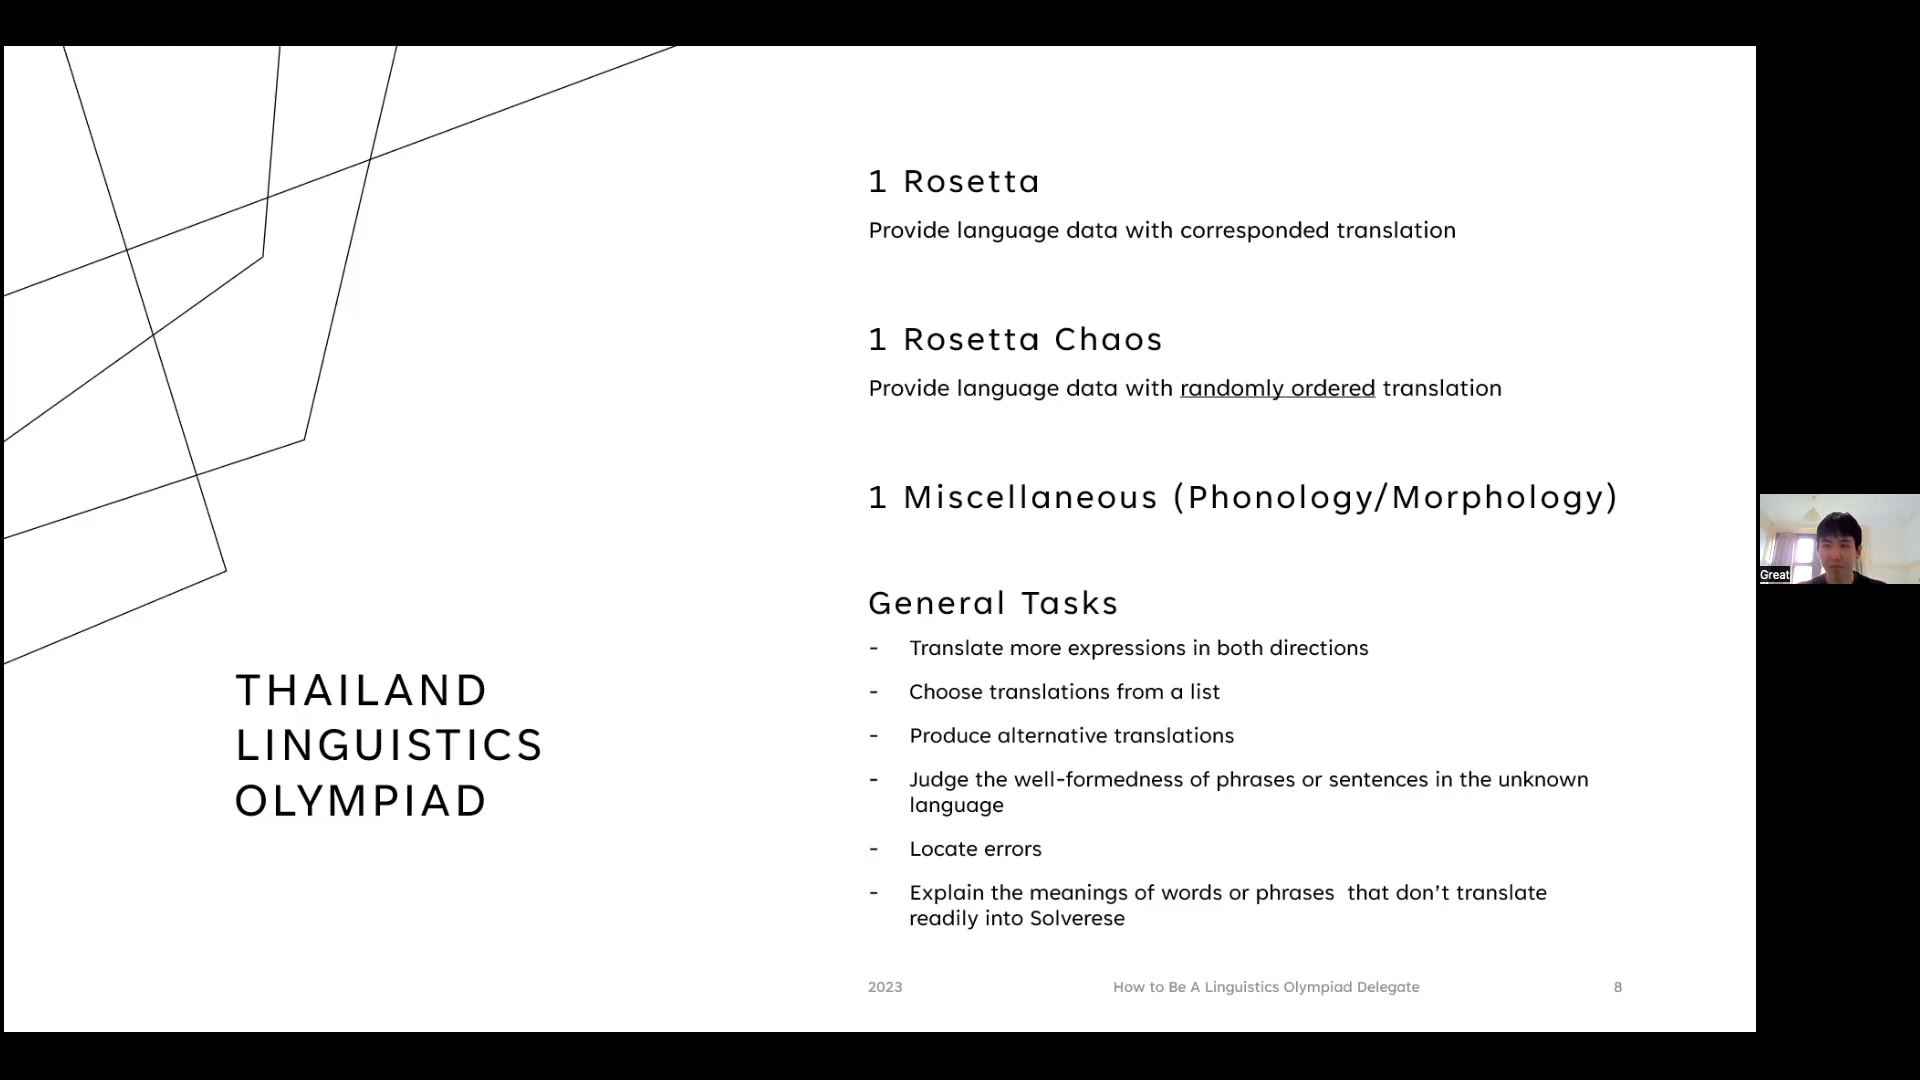 THAILAND
LINGUISTICS
OLYMPIAD
1 Rosetta
Provide language data with corresponded translation
1 Rosetta Chaos
Provide language data with randomly ordered translation
1 Miscellaneous (Phonology/Morphology)
General Tasks
- Translate more expressions in both directions
- Choose translations from a list
- Produce alternative translations
- Judge the well-formedness of phrases or sentences in the unknown
language
- Locate errors
- Explain the meanings of words or phrases  that don’t translate
readily into Solverese
2023
How to Be A Linguistics Olympiad Delegate
8
Great